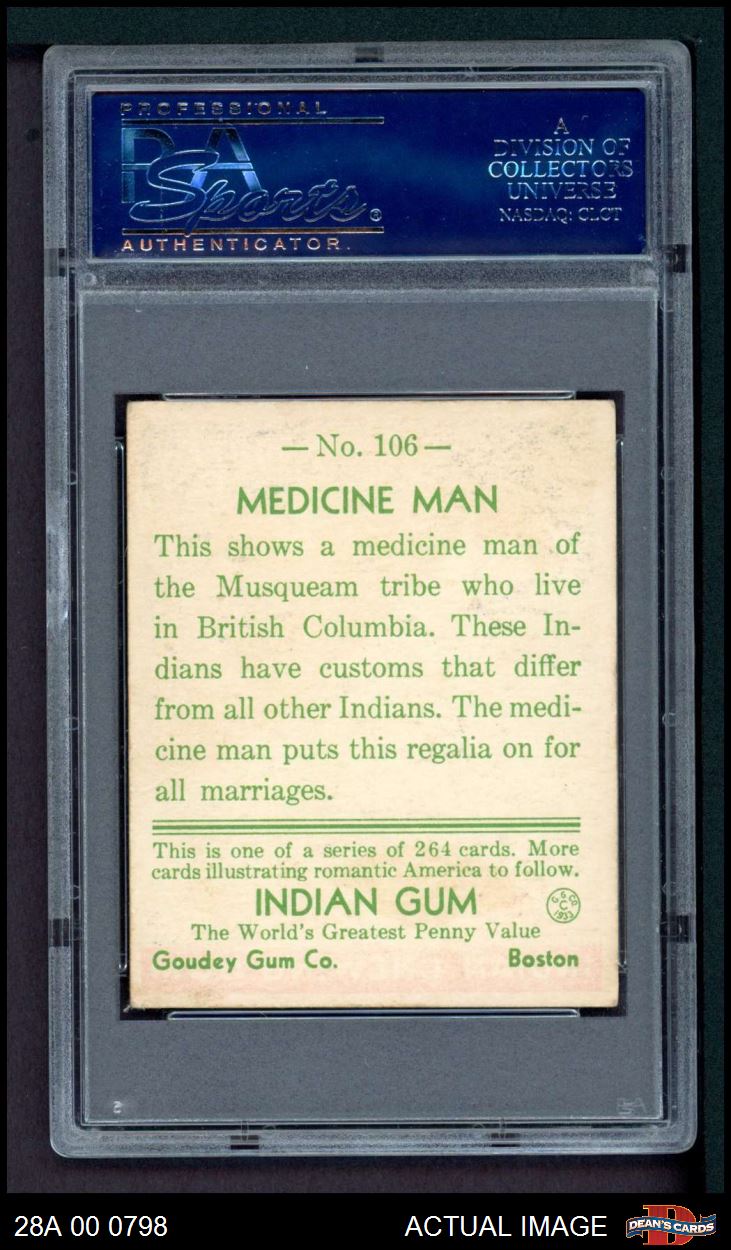 PROFESSIONAL
PSA
Sports®
AUTHENTICATOR.
A
DIVISION OF
COLLECTORS
UNIVERSE
NASDAQ: CLCT
— No. 106 —
MEDICINE MAN
This shows a medicine man of
the Musqueam tribe who live
in British Columbia. These In-
dians have customs that differ
from all other Indians. The medi-
cine man puts this regalia on for
all marriages.
This is one of a series of 264 cards. More
cards illustrating romantic America to follow.
INDIAN GUM
G. G. Co.
C
1933
The World's Greatest Penny Value
Goudey Gum Co. Boston
28A 00 0798 ACTUAL IMAGE DEAN'S CARDS